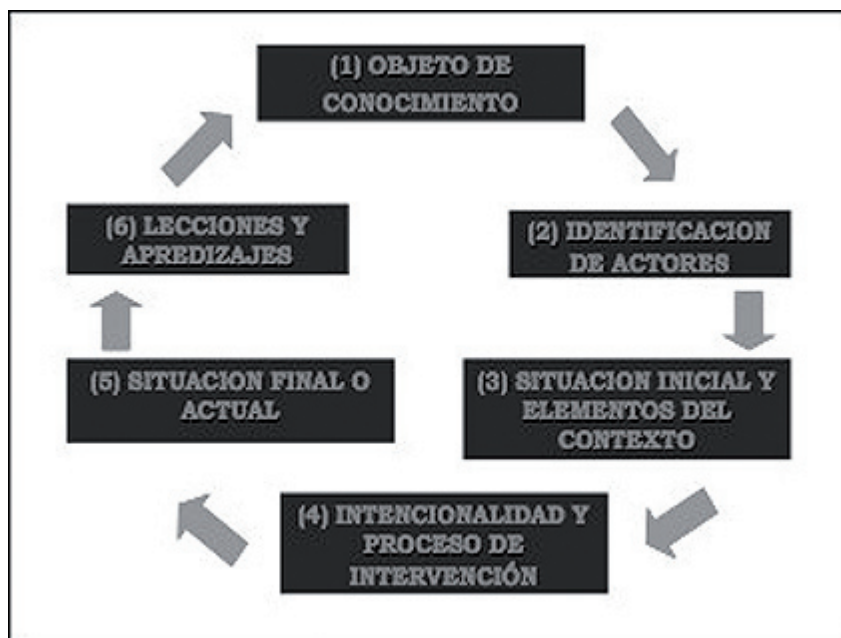 (1) OBJETO DE
CONOCIMIENTO
(2) IDENTIFICACION
DE ACTORES
(3) SITUACION INICIAL Y
ELEMENTOS DEL
CONTEXTO
(4) INTENCIONALIDAD Y
PROCESO DE
INTERVENCIÓN
(5) SITUACION FINAL O
ACTUAL
(6) LECCIONES Y
APREDIZAJES